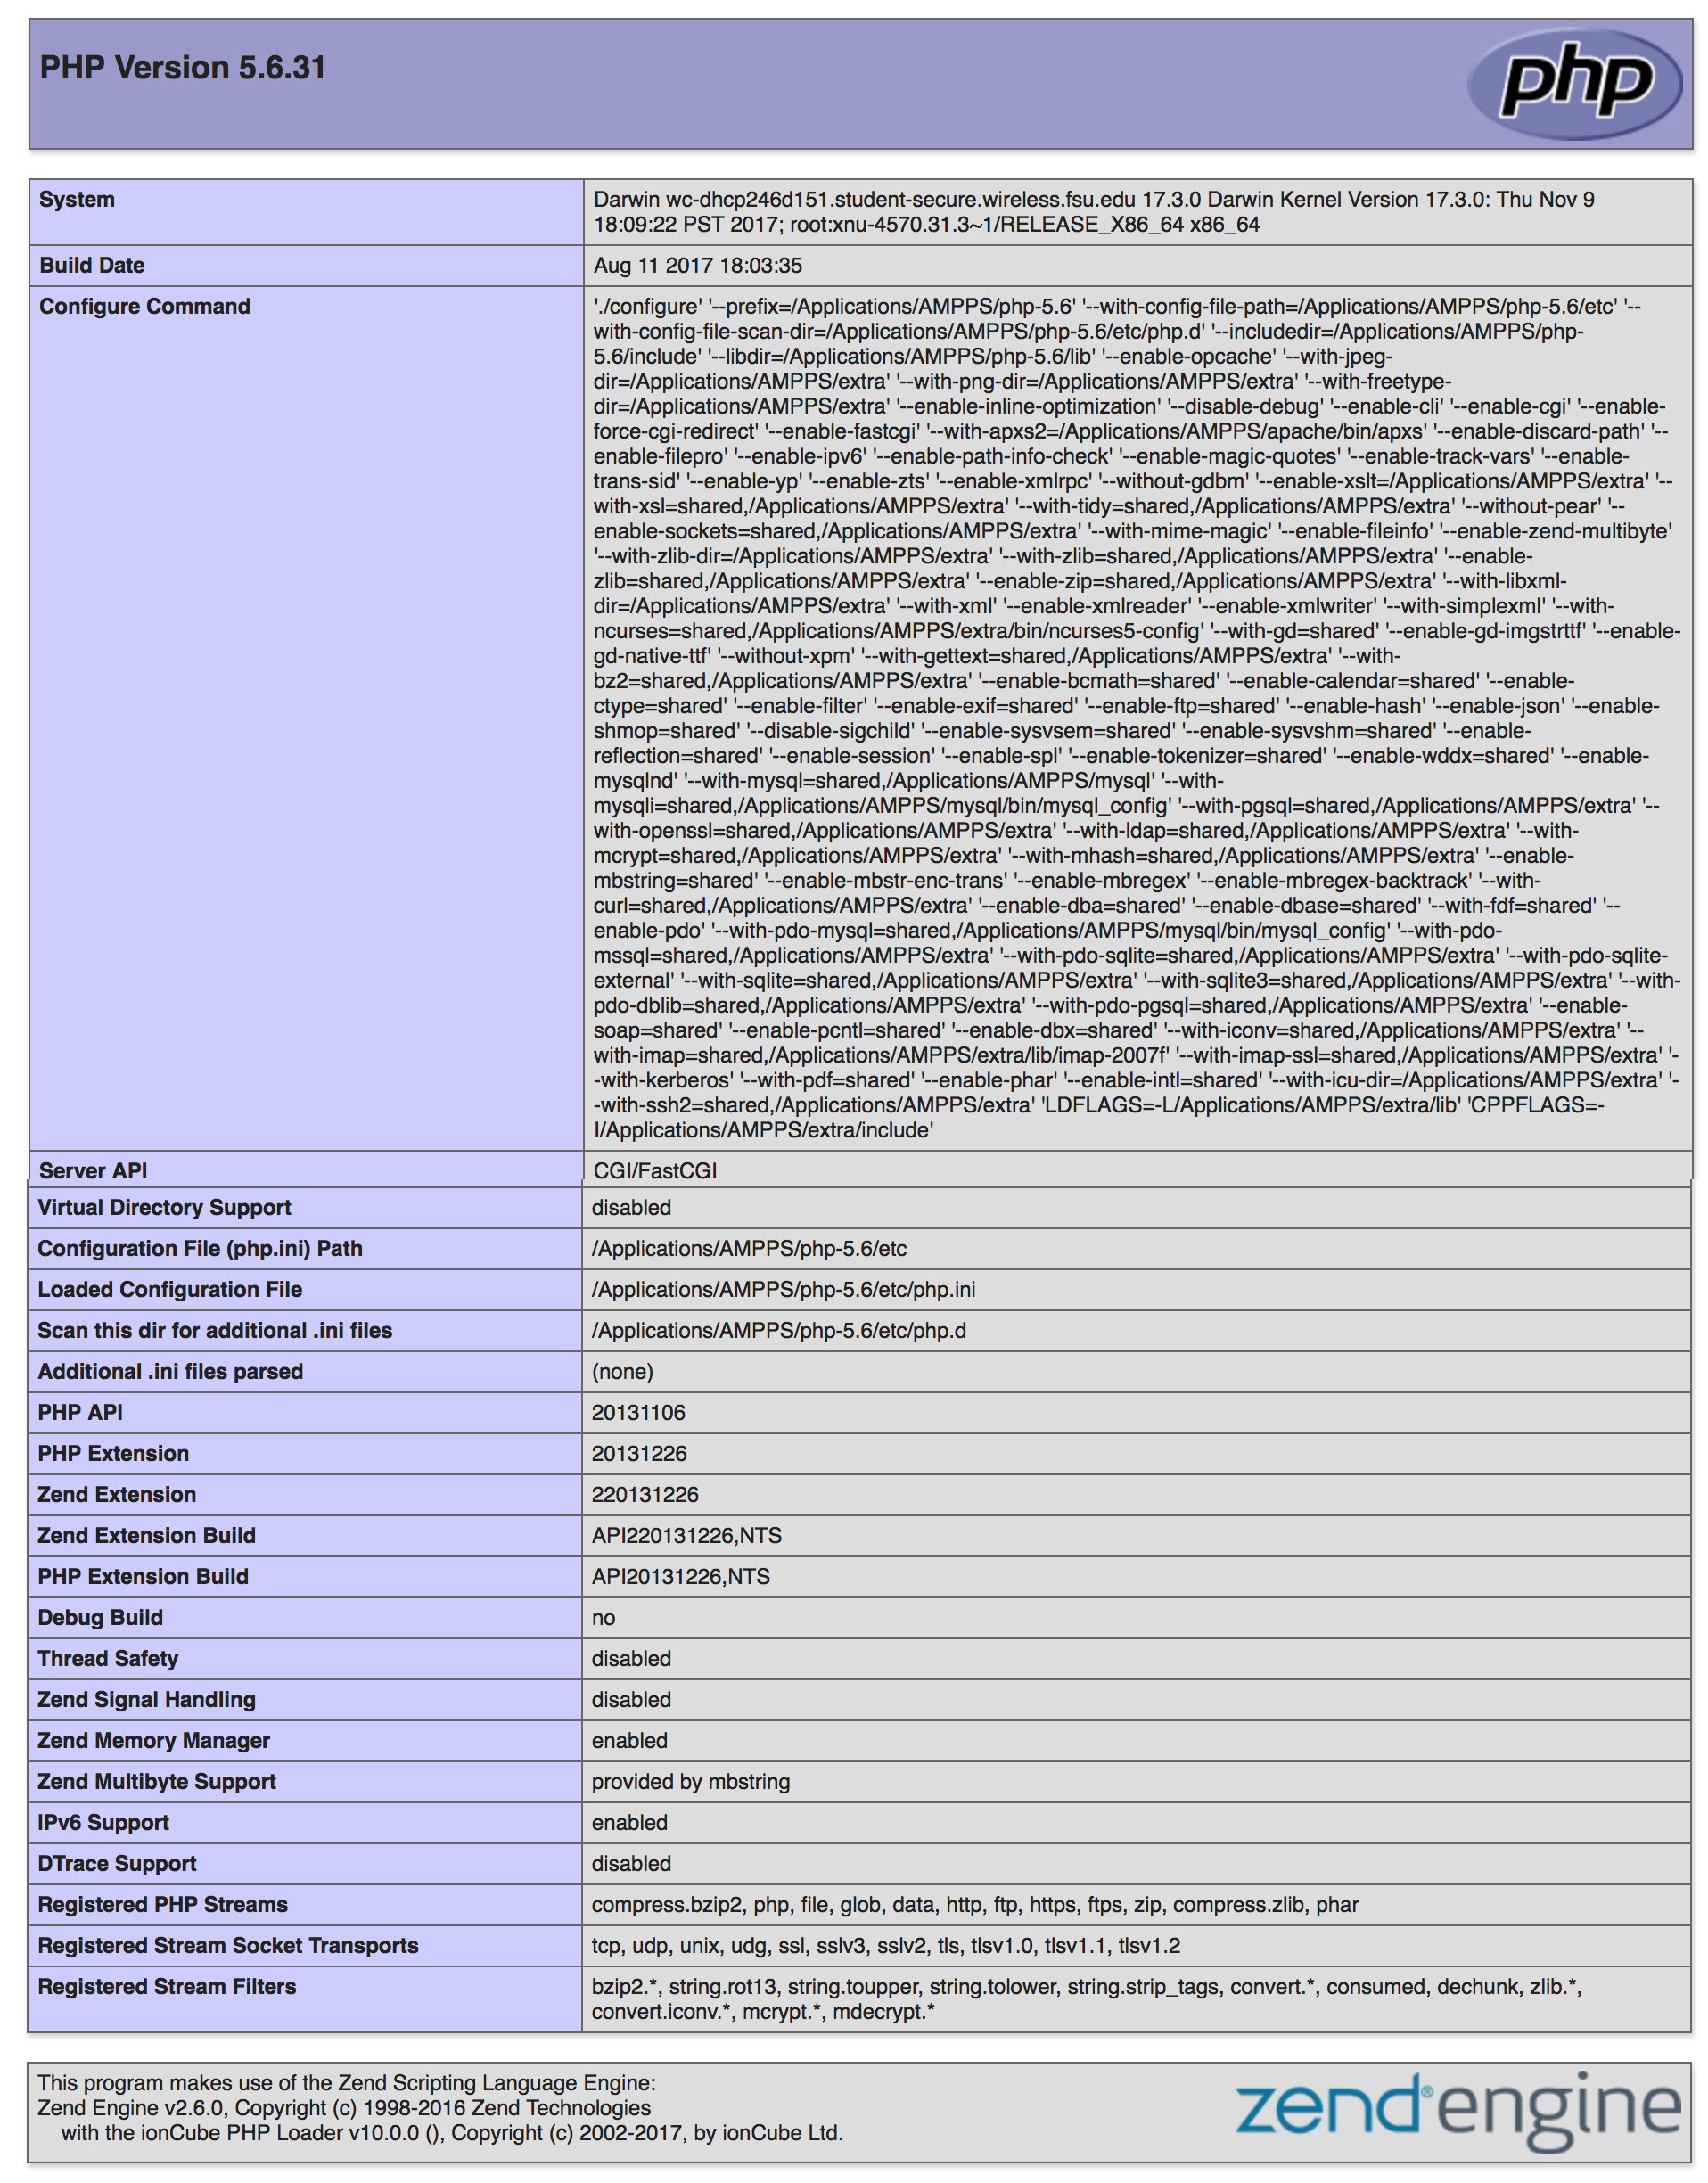 PHP Version 5.6.31
php
System
Darwin wc-dhcp246d151.student-secure.wireless.fsu.edu 17.3.0 Darwin Kernel Version 17.3.0: Thu Nov 9
18:09:22 PST 2017; root:xnu-4570.31.3~1/RELEASE_X86_64 x86_64
Build Date
Aug 11 2017 18:03:35
Configure Command
'./configure' '--prefix=/Applications/AMPPS/php-5.6' '--with-config-file-path=/Applications/AMPPS/php-5.6/etc' '--
with-config-file-scan-dir=/Applications/AMPPS/php-5.6/etc/php.d' '--includedir=/Applications/AMPPS/php-
5.6/include' '--libdir=/Applications/AMPPS/php-5.6/lib' '--enable-opcache' '--with-jpeg-
dir=/Applications/AMPPS/extra' '--with-png-dir=/Applications/AMPPS/extra' '--with-freetype-
dir=/Applications/AMPPS/extra' '--enable-inline-optimization' '--disable-debug' '--enable-cli' '--enable-cgi' '--enable-
force-cgi-redirect' '--enable-fastcgi' '--with-apxs2=/Applications/AMPPS/apache/bin/apxs' '--enable-discard-path' '--
enable-filepro' '--enable-ipv6' '--enable-path-info-check' '--enable-magic-quotes' '--enable-track-vars' '--enable-
trans-sid' '--enable-yp' '--enable-zts' '--enable-xmlrpc' '--without-gdbm' '--enable-xslt=/Applications/AMPPS/extra' '--
with-xsl=shared,/Applications/AMPPS/extra' '--with-tidy=shared,/Applications/AMPPS/extra' '--without-pear' '--
enable-sockets=shared,/Applications/AMPPS/extra' '--with-mime-magic' '--enable-fileinfo' '--enable-zend-multibyte'
'--with-zlib-dir=/Applications/AMPPS/extra' '--with-zlib=shared,/Applications/AMPPS/extra' '--enable-
zlib=shared,/Applications/AMPPS/extra' '--enable-zip=shared,/Applications/AMPPS/extra' '--with-libxml-
dir=/Applications/AMPPS/extra' '--with-xml' '--enable-xmlreader' '--enable-xmlwriter' '--with-simplexml' '--with-
ncurses=shared,/Applications/AMPPS/extra/bin/ncurses5-config' '--with-gd=shared' '--enable-gd-imgstrttf' '--enable-
gd-native-ttf' '--without-xpm' '--with-gettext=shared,/Applications/AMPPS/extra' '--with-
bz2=shared,/Applications/AMPPS/extra' '--enable-bcmath=shared' '--enable-calendar=shared' '--enable-
ctype=shared' '--enable-filter' '--enable-exif=shared' '--enable-ftp=shared' '--enable-hash' '--enable-json' '--enable-
shmop=shared' '--disable-sigchild' '--enable-sysvsem=shared' '--enable-sysvshm=shared' '--enable-
reflection=shared' '--enable-session' '--enable-spl' '--enable-tokenizer=shared' '--enable-wddx=shared' '--enable-
mysqlnd' '--with-mysql=shared,/Applications/AMPPS/mysql' '--with-
mysqli=shared,/Applications/AMPPS/mysql/bin/mysql_config' '--with-pgsql=shared,/Applications/AMPPS/extra' '--
with-openssl=shared,/Applications/AMPPS/extra' '--with-ldap=shared,/Applications/AMPPS/extra' '--with-
mcrypt=shared,/Applications/AMPPS/extra' '--with-mhash=shared,/Applications/AMPPS/extra' '--enable-
mbstring=shared' '--enable-mbstr-enc-trans' '--enable-mbregex' '--enable-mbregex-backtrack' '--with-
curl=shared,/Applications/AMPPS/extra' '--enable-dba=shared' '--enable-dbase=shared' '--with-fdf=shared' '--
enable-pdo' '--with-pdo-mysql=shared,/Applications/AMPPS/mysql/bin/mysql_config' '--with-pdo-
mssql=shared,/Applications/AMPPS/extra' '--with-pdo-sqlite=shared,/Applications/AMPPS/extra' '--with-pdo-sqlite-
external' '--with-sqlite=shared,/Applications/AMPPS/extra' '--with-sqlite3=shared,/Applications/AMPPS/extra' '--with-
pdo-dblib=shared,/Applications/AMPPS/extra' '--with-pdo-pgsql=shared,/Applications/AMPPS/extra' '--enable-
soap=shared' '--enable-pcntl=shared' '--enable-dbx=shared' '--with-iconv=shared,/Applications/AMPPS/extra' '--
with-imap=shared,/Applications/AMPPS/extra/lib/imap-2007f' '--with-imap-ssl=shared,/Applications/AMPPS/extra' '-
-with-kerberos' '--with-pdf=shared' '--enable-phar' '--enable-intl=shared' '--with-icu-dir=/Applications/AMPPS/extra' '-
-with-ssh2=shared,/Applications/AMPPS/extra' 'LDFLAGS=-L/Applications/AMPPS/extra/lib' 'CPPFLAGS=-
I/Applications/AMPPS/extra/include'
Server API
CGI/FastCGI
Virtual Directory Support
disabled
Configuration File (php.ini) Path
/Applications/AMPPS/php-5.6/etc
Loaded Configuration File
/Applications/AMPPS/php-5.6/etc/php.ini
Scan this dir for additional .ini files
/Applications/AMPPS/php-5.6/etc/php.d
Additional .ini files parsed
(none)
PHP API
20131106
PHP Extension
20131226
Zend Extension
220131226
Zend Extension Build
API220131226,NTS
PHP Extension Build
API20131226,NTS
Debug Build
no
Thread Safety
disabled
Zend Signal Handling
disabled
Zend Memory Manager
enabled
Zend Multibyte Support
provided by mbstring
IPv6 Support
enabled
DTrace Support
disabled
Registered PHP Streams
compress.bzip2, php, file, glob, data, http, ftp, https, ftps, zip, compress.zlib, phar
Registered Stream Socket Transports
tcp, udp, unix, udg, ssl, sslv3, sslv2, tls, tlsv1.0, tlsv1.1, tlsv1.2
Registered Stream Filters
bzip2.*, string.rot13, string.toupper, string.tolower, string.strip_tags, convert.*, consumed, dechunk, zlib.*,
convert.iconv.*, mcrypt.*, mdecrypt.*
This program makes use of the Zend Scripting Language Engine:
Zend Engine v2.6.0, Copyright (c) 1998-2016 Zend Technologies
with the ionCube PHP Loader v10.0.0 (), Copyright (c) 2002-2017, by ionCube Ltd.
zend® engine